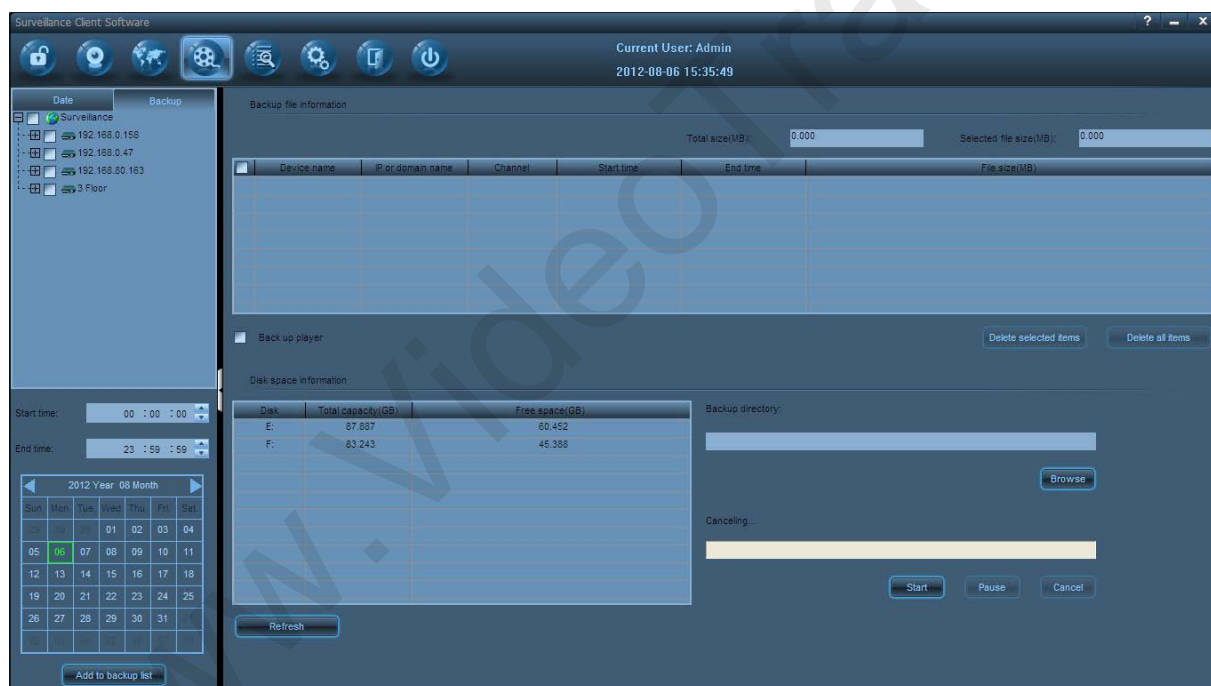 Surveillance Client Software
? – X
Current User: Admin
2012-08-06 15:35:49
Date Backup
Surveillance
192.168.0.158
192.168.0.47
192.168.80.163
3 Floor
Backup file information
Total size(MB): 0.000 Selected file size(MB): 0.000
Device name IP or domain name Channel Start time End time File size(MB)
Back up player Delete selected items Delete all items
Disk space information
Disk Total capacity(GB) Free space(GB)
E: 87.887 60.452
F: 83.243 45.388
Refresh
Backup directory:
Browse
Canceling...
Start Pause Cancel
Start time: 00 : 00 : 00
End time: 23 : 59 : 59
2012 Year 08 Month
Sun. Mon. Tue. Wed. Thu. Fri. Sat.
01 02 03 04
05 06 07 08 09 10 11
12 13 14 15 16 17 18
19 20 21 22 23 24 25
26 27 28 29 30 31
Add to backup list
www.VideoTra